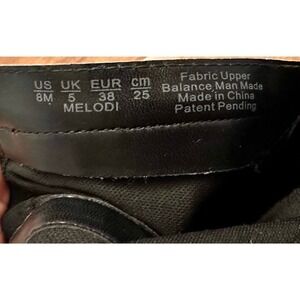 US UK EUR cm
8M 5 38 25
MELODI
Fabric Upper
Balance Man Made
Made in China
Patent Pending